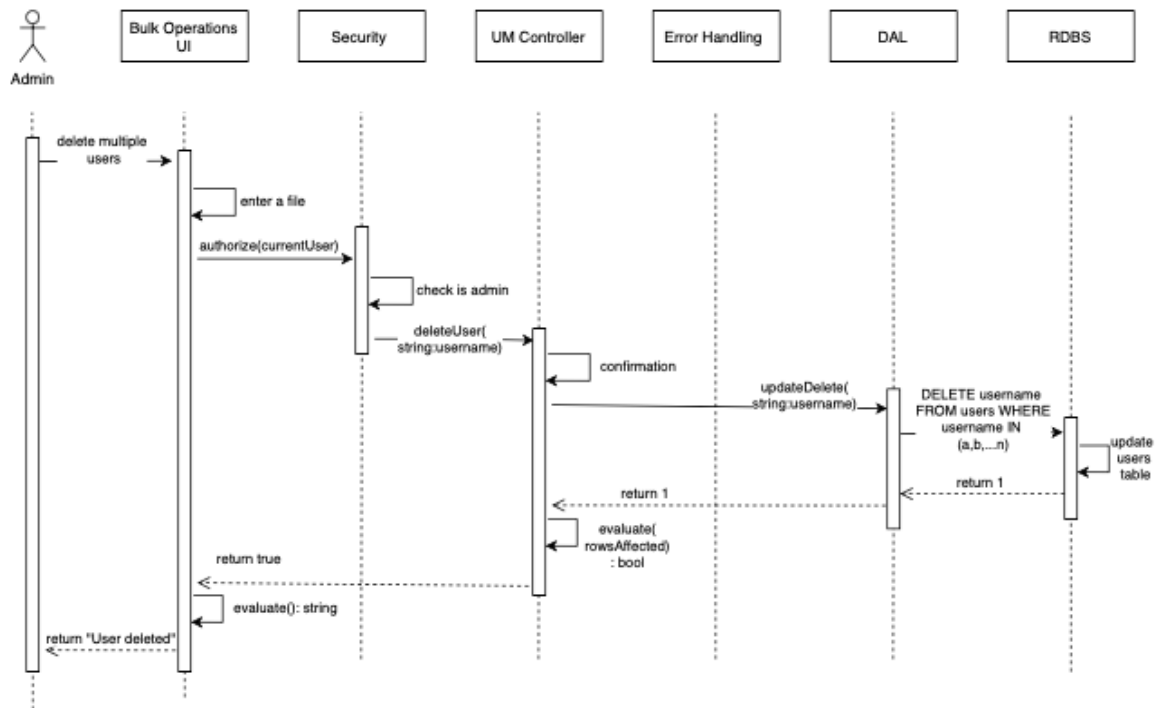 Bulk Operations
UI
Security
UM Controller
Error Handling
DAL
RDBS
Admin
delete multiple
users
enter a file
authorize(currentUser)
check is admin
deleteUser(
string:username)
confirmation
updateDelete(
string:username)
DELETE username
FROM users WHERE
username IN
(a,b,...n)
update
users
table
return 1
return 1
evaluate(
rowsAffected)
: bool
return true
evaluate(): string
return "User deleted"